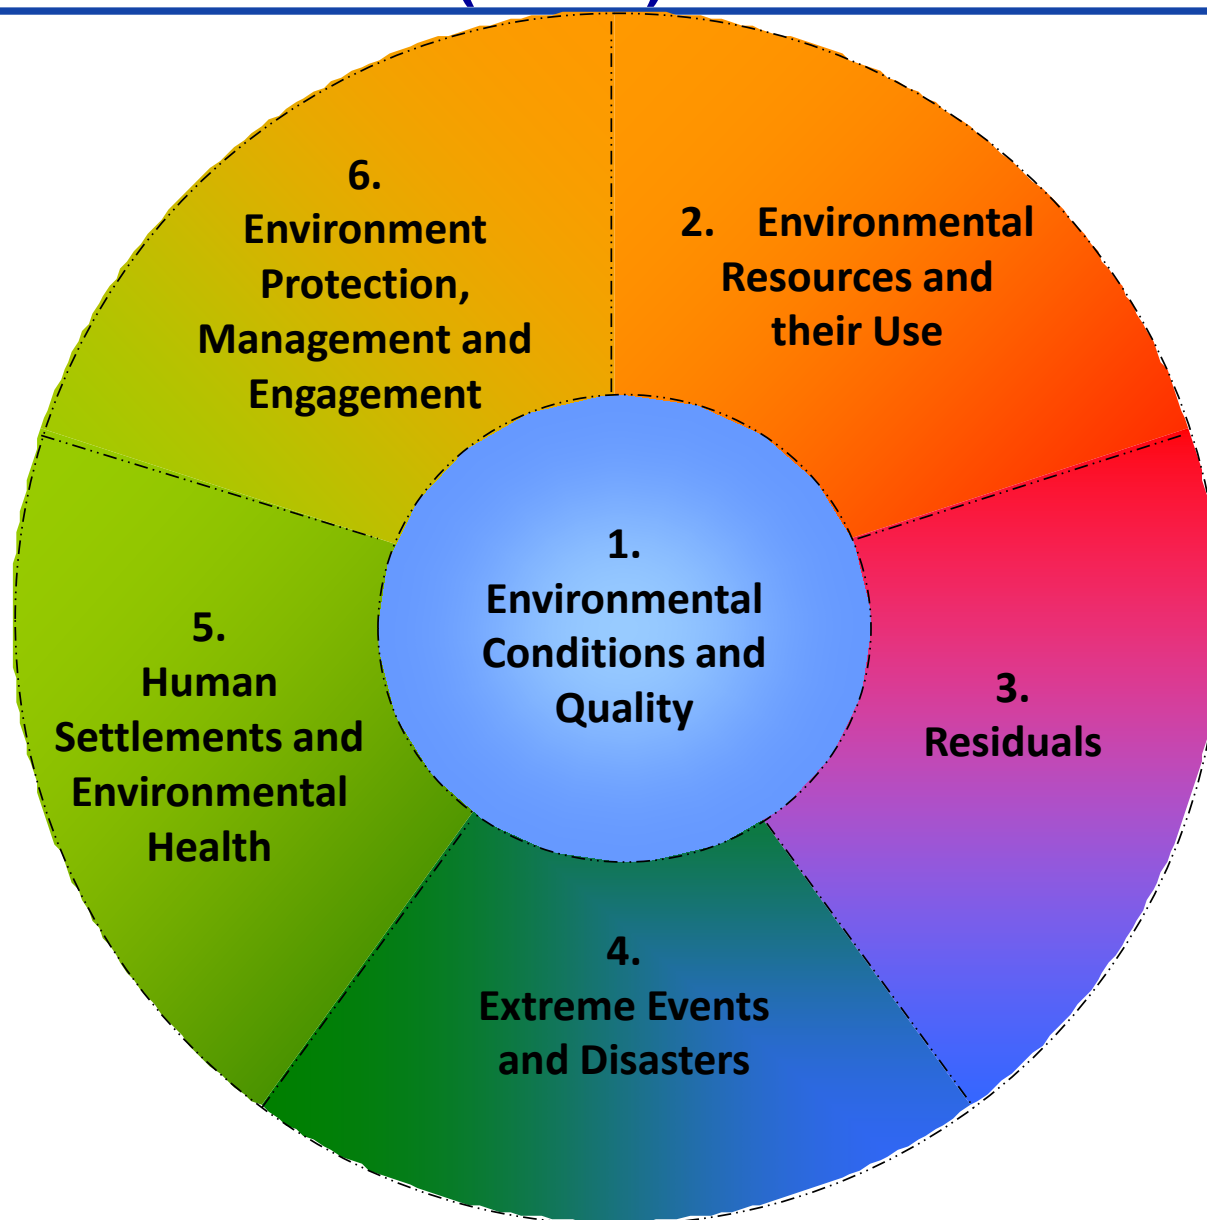 1.
Environmental
Conditions and
Quality
2. Environmental
Resources and
their Use
3.
Residuals
4.
Extreme Events
and Disasters
5.
Human
Settlements and
Environmental
Health
6.
Environment
Protection,
Management and
Engagement